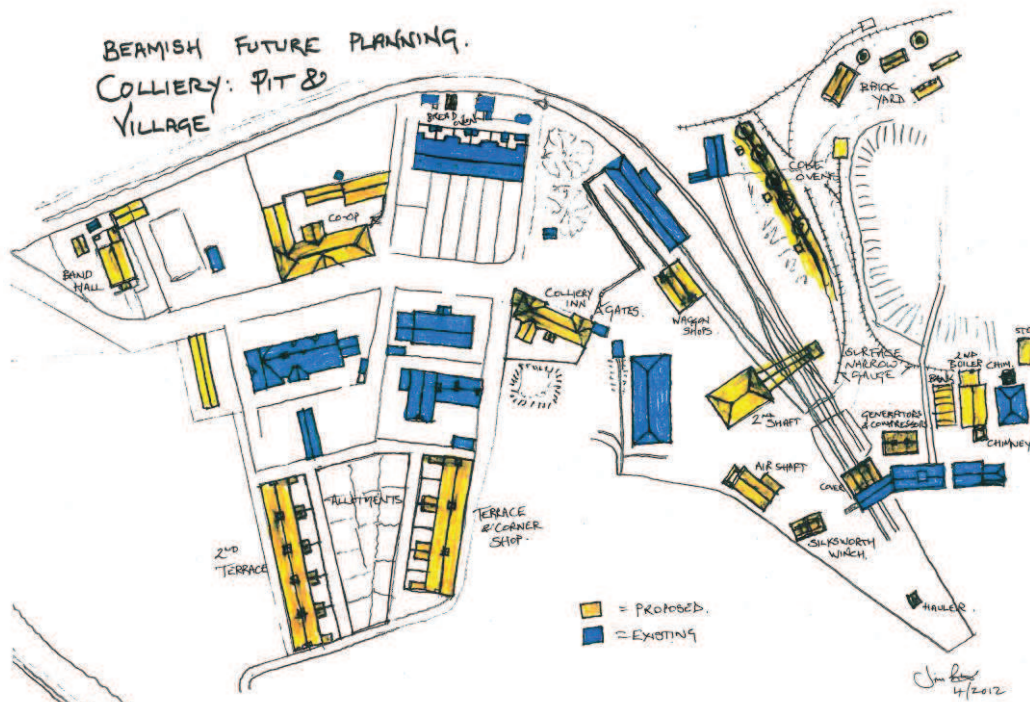 BEAMISH FUTURE PLANNING.
COLLIERY: PIT &
VILLAGE
BREAD OVEN
BRICK
YARD
COKE
OVENS
CO-OP
BAND
HALL
COLLIERY
INN
GATES.
WAGGON
SHOPS
SURFACE
NARROW
GAUGE
2ND
BOILER
CHIM.
BANK
2ND
SHAFT
GENERATORS
& COMPRESSORS
CHIMNEY
AIR SHAFT
COVER
ALLOTMENTS
TERRACE
& CORNER
SHOP.
SILKSWORTH
WINCH.
2ND
TERRACE
HAULER.
= PROPOSED.
= EXISTING
4/2012